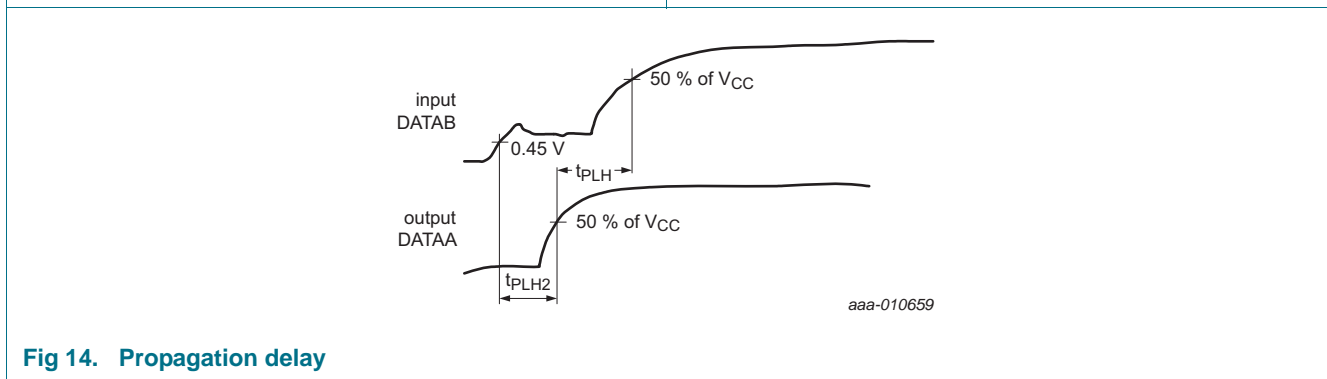 50 % of VCC
input
DATAB
0.45 V
tPLH
output
DATAA
50 % of VCC
tPLH2
aaa-010659
Fig 14. Propagation delay